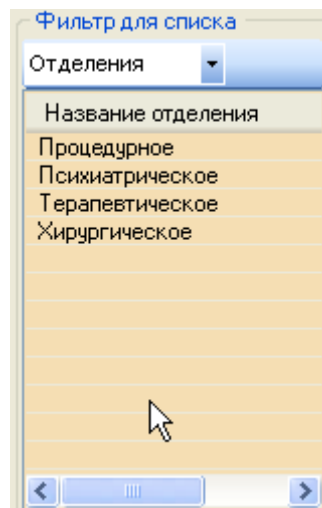 Фильтр для списка
Отделения
Название отделения
Процедурное
Психиатрическое
Терапевтическое
Хирургическое